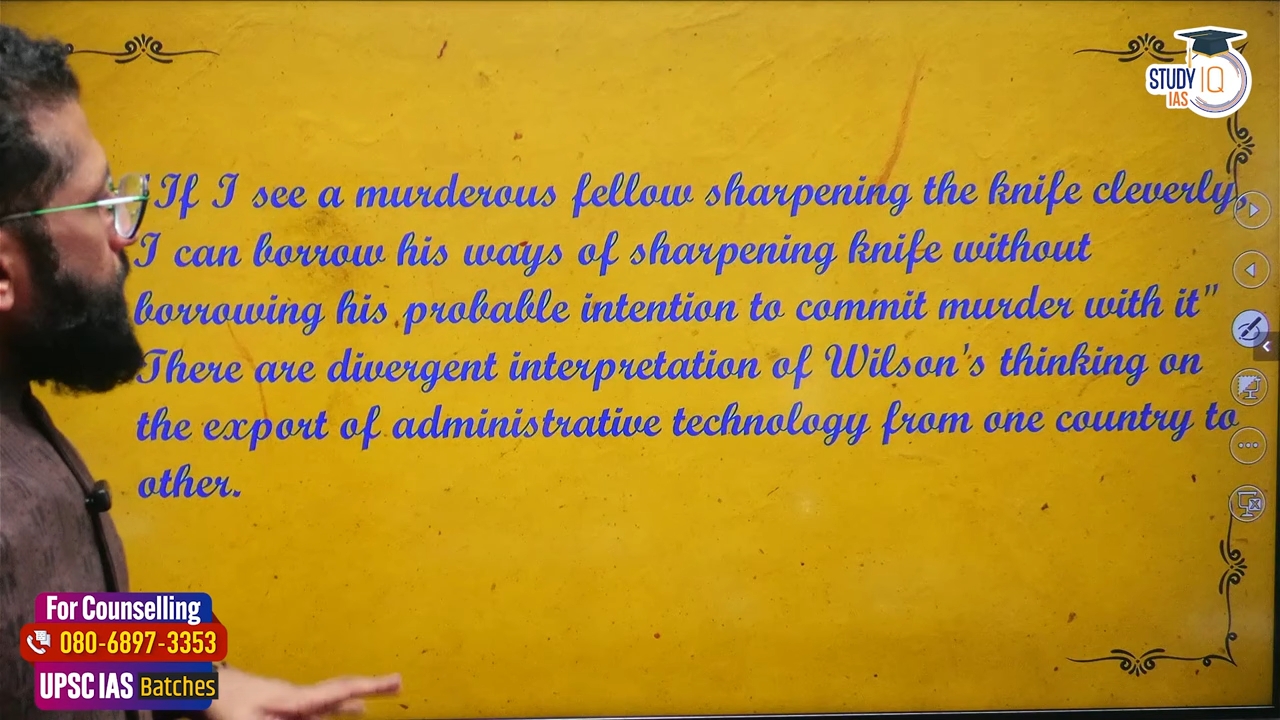 STUDY IQ
IAS
"If I see a murderous fellow sharpening the knife cleverly,
I can borrow his ways of sharpening knife without
borrowing his probable intention to commit murder with it”
There are divergent interpretation of Wilson's thinking on
the export of administrative technology from one country to
other.
For Counselling
080-6897-3353
UPSC IAS Batches